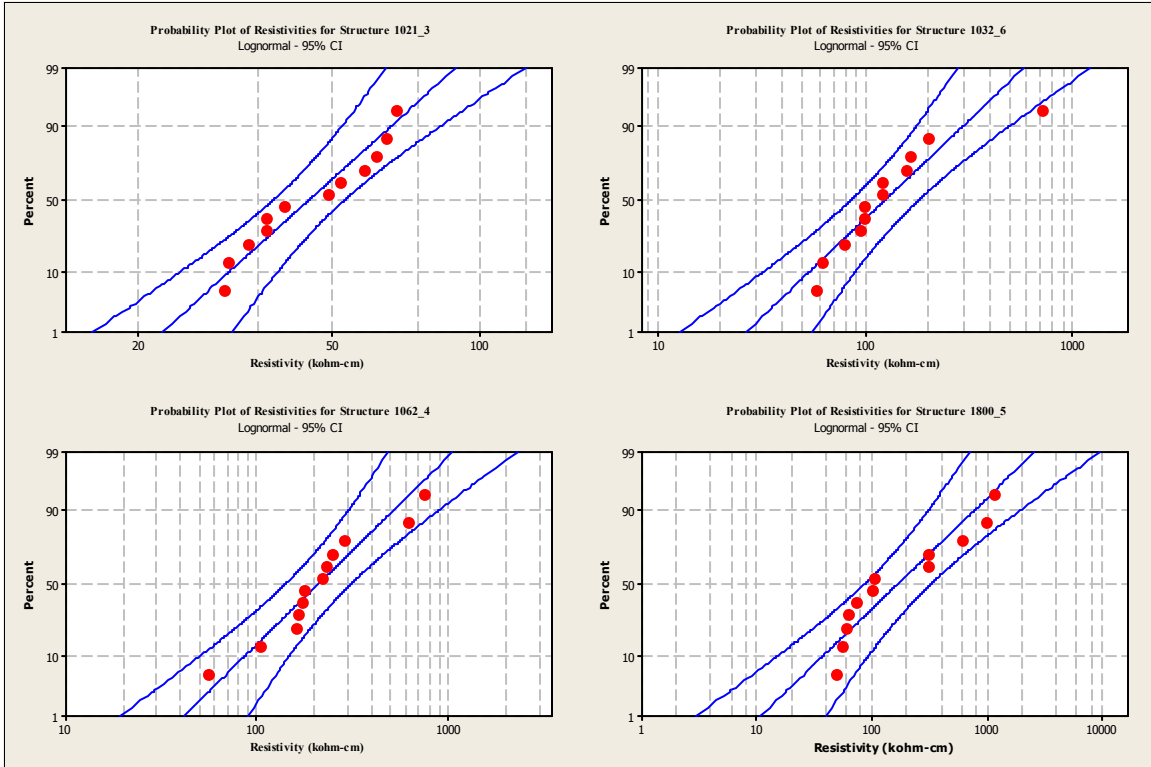 Probability Plot of Resistivities for Structure 1021_3
Lognormal - 95% CI
99
90
50
10
1
Percent
20 50 100
Resistivity (kohm-cm)
Probability Plot of Resistivities for Structure 1032_6
Lognormal - 95% CI
99
90
50
10
1
Percent
10 100 1000
Resistivity (kohm-cm)
Probability Plot of Resistivities for Structure 1062_4
Lognormal - 95% CI
99
90
50
10
1
Percent
10 100 1000
Resistivity (kohm-cm)
Probability Plot of Resistivities for Structure 1800_5
Lognormal - 95% CI
99
90
50
10
1
Percent
1 10 100 1000 10000
Resistivity (kohm-cm)